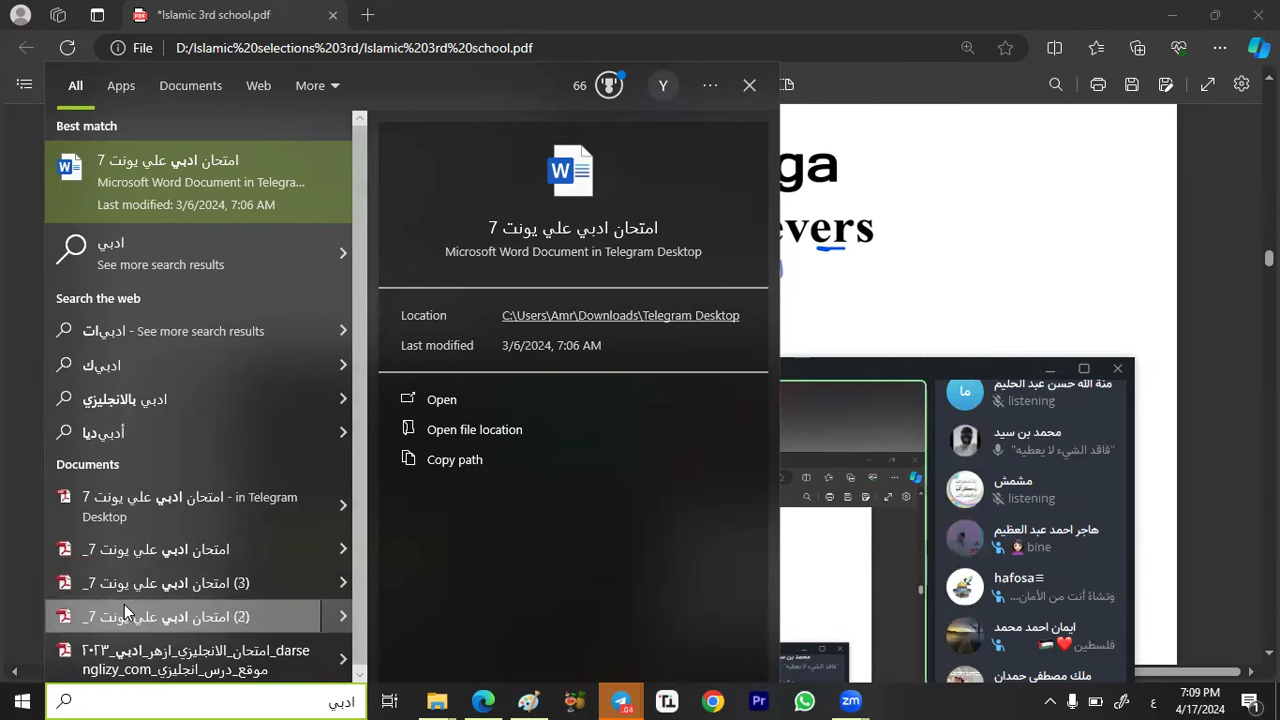 *Islamic 3rd school.pdf
File
D:/Islamic%20selections%203rd/Islamic%203rd%20school.pdf
All
Apps
Documents
Web
More
66
Y
Best match
امتحان ادبي علي يونت 7
Microsoft Word Document in Telegra...
Last modified: 3/6/2024, 7:06 AM
ادبي
See more search results
Search the web
ادبيات - See more search results
ادبيك
ادبي بالانجليزي
أدبيديا
Documents
امتحان ادبي علي يونت 7 - in Telegram
Desktop
امتحان ادبي علي يونت 7_
امتحان ادبي علي يونت 7_ (3)
امتحان ادبي علي يونت 7_ (2)
امتحان_الانجليزي_ازهر_ادبي_٢٠٢٣_darse
nglizy_com_موقع_درس_انجليزي
امتحان ادبي علي يونت 7
Microsoft Word Document in Telegram Desktop
Location
C:\Users\Amr\Downloads\Telegram Desktop
Last modified
3/6/2024, 7:06 AM
Open
Open file location
Copy path
ga
evers
منة الله حسن عبد الحليم
ما
listening
محمد بن سيد
"فاقد الشيء لا يعطيه"
مشمش
listening
هاجر احمد عبد العظيم
bine
hafosa≡
وتشاءُ أنت من الأمان...
ايمان احمد محمد
فلسطين
ملك مصطفى حمدان
ادبي
ع
7:09 PM
4/17/2024